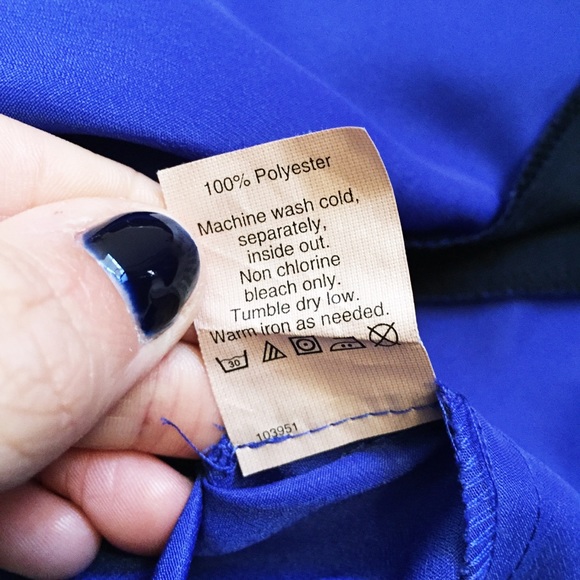 100% Polyester
Machine wash cold,
separately,
inside out.
Non chlorine
bleach only.
Tumble dry low.
Warm iron as needed.
30
103951